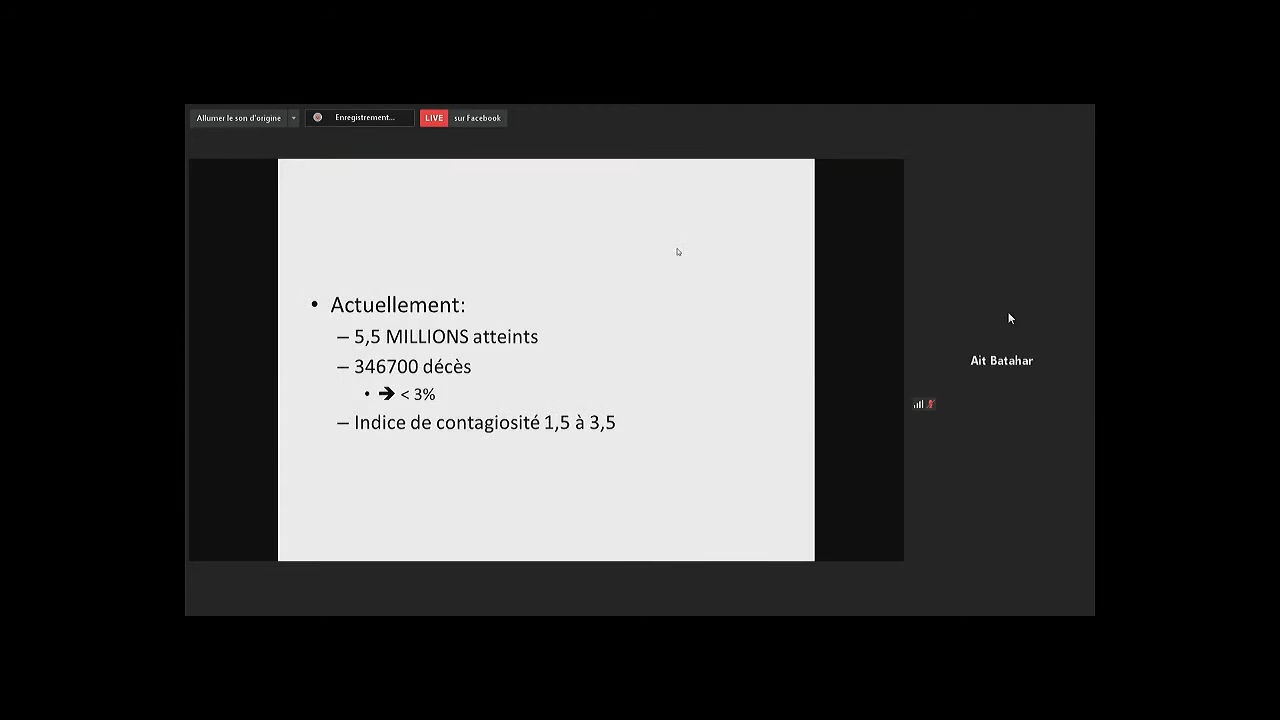 Allumer le son d'origine
Enregistrement...
LIVE sur Facebook
• Actuellement:
– 5,5 MILLIONS atteints
– 346700 décès
• ➔ < 3%
– Indice de contagiosité 1,5 à 3,5
Ait Batahar